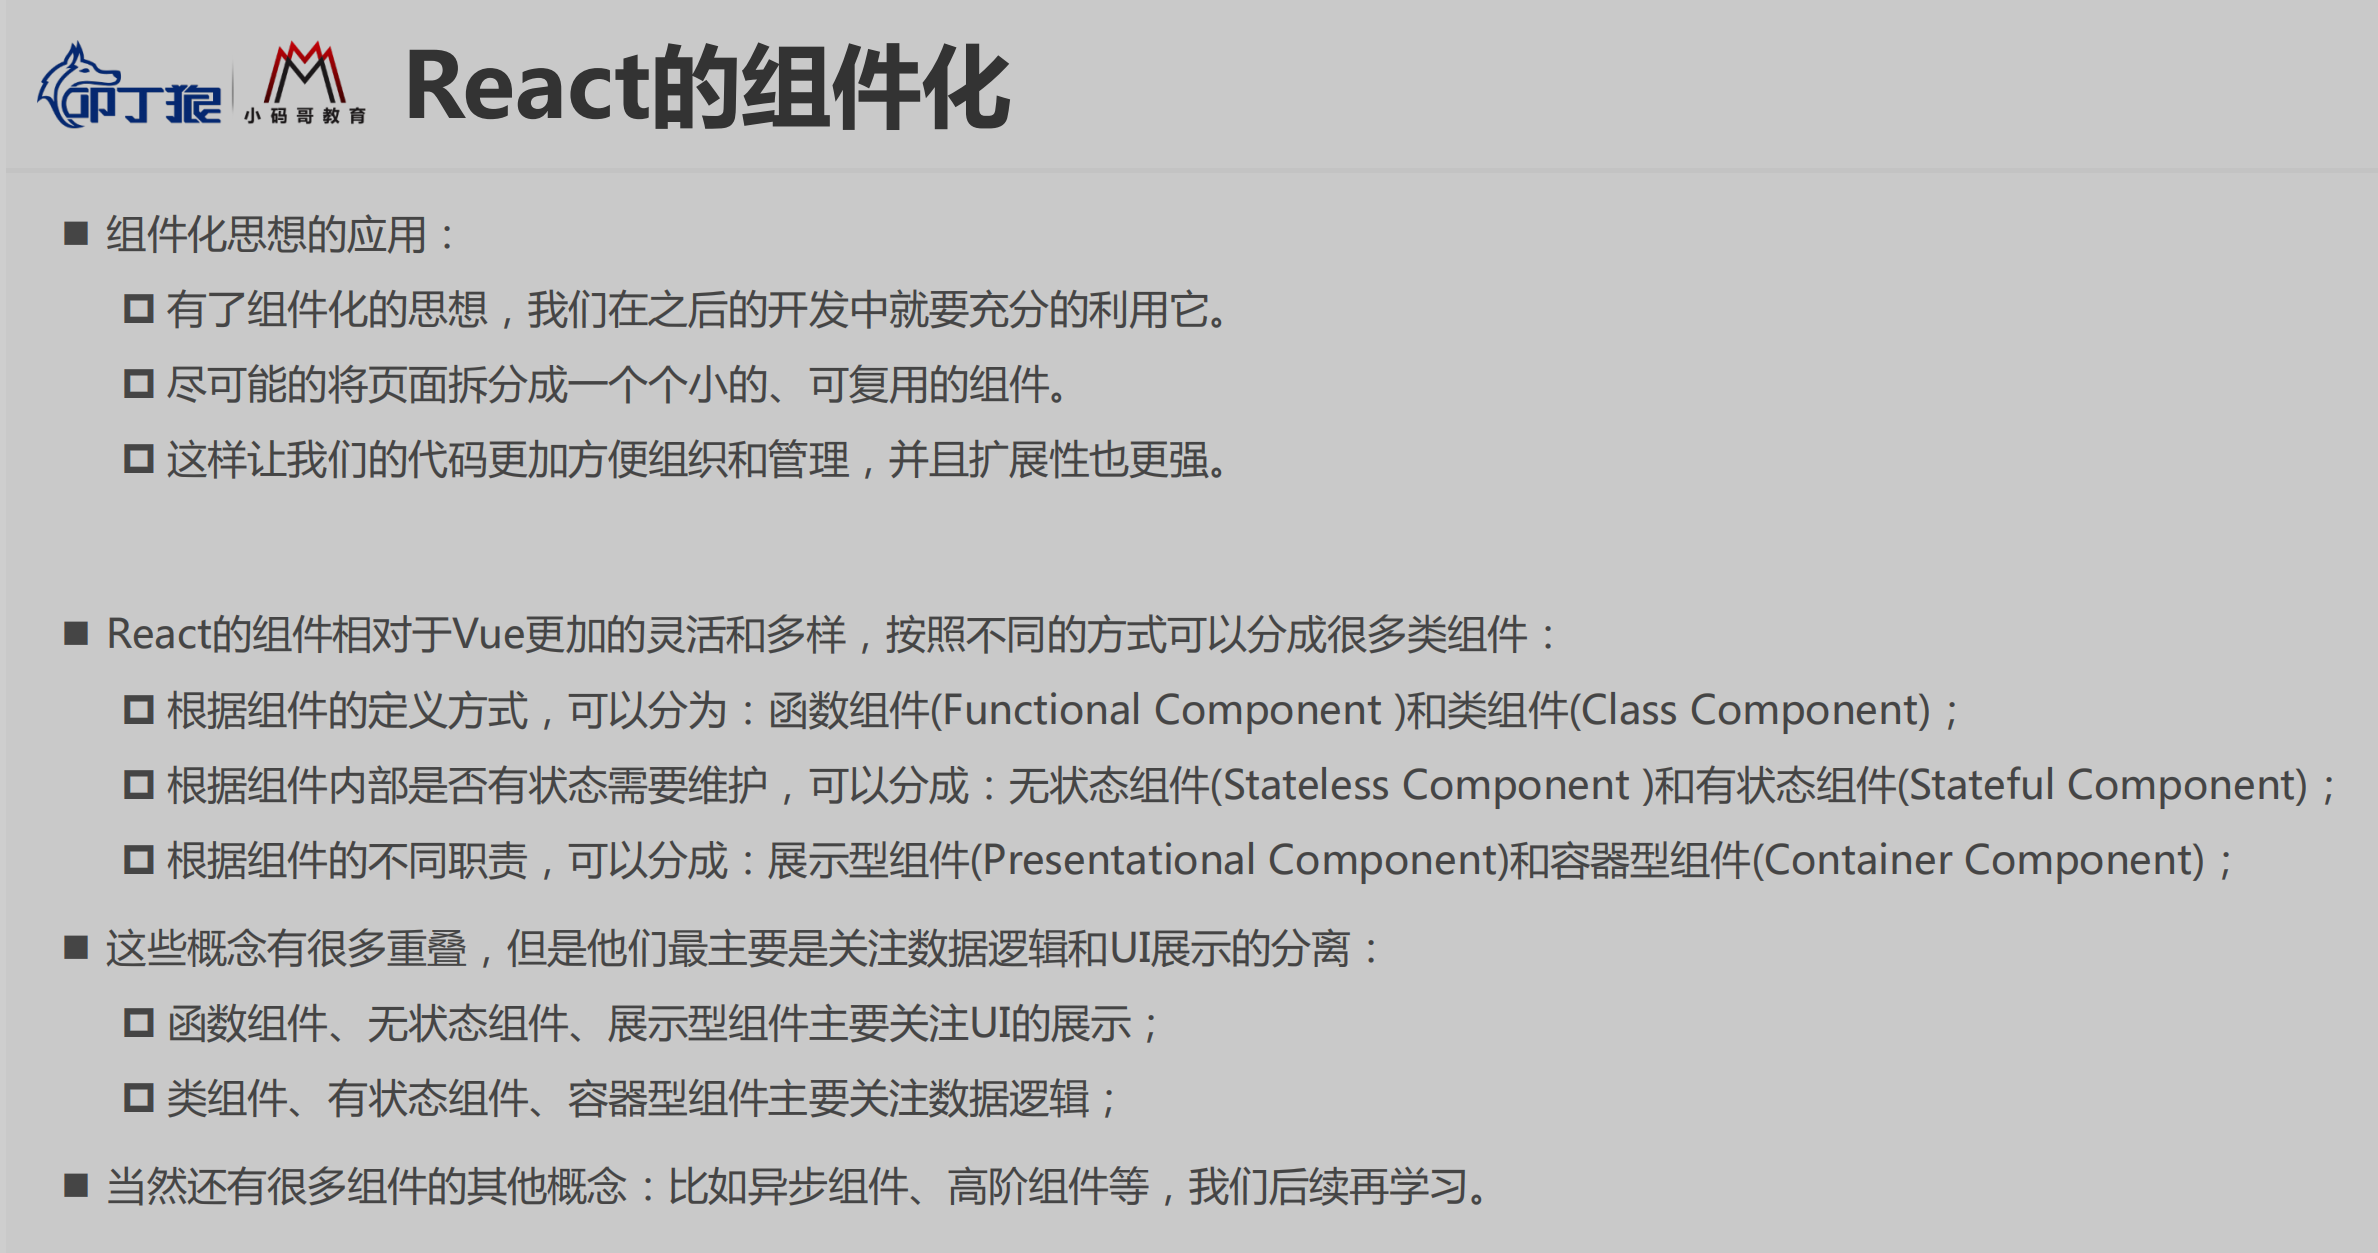 叩丁狼
小码哥教育
React的组件化
组件化思想的应用：
有了组件化的思想，我们在之后的开发中就要充分的利用它。
尽可能的将页面拆分成一个个小的、可复用的组件。
这样让我们的代码更加方便组织和管理，并且扩展性也更强。
React的组件相对于Vue更加的灵活和多样，按照不同的方式可以分成很多类组件：
根据组件的定义方式，可以分为：函数组件(Functional Component )和类组件(Class Component)；
根据组件内部是否有状态需要维护，可以分成：无状态组件(Stateless Component )和有状态组件(Stateful Component)；
根据组件的不同职责，可以分成：展示型组件(Presentational Component)和容器型组件(Container Component)；
这些概念有很多重叠，但是他们最主要是关注数据逻辑和UI展示的分离：
函数组件、无状态组件、展示型组件主要关注UI的展示；
类组件、有状态组件、容器型组件主要关注数据逻辑；
当然还有很多组件的其他概念：比如异步组件、高阶组件等，我们后续再学习。